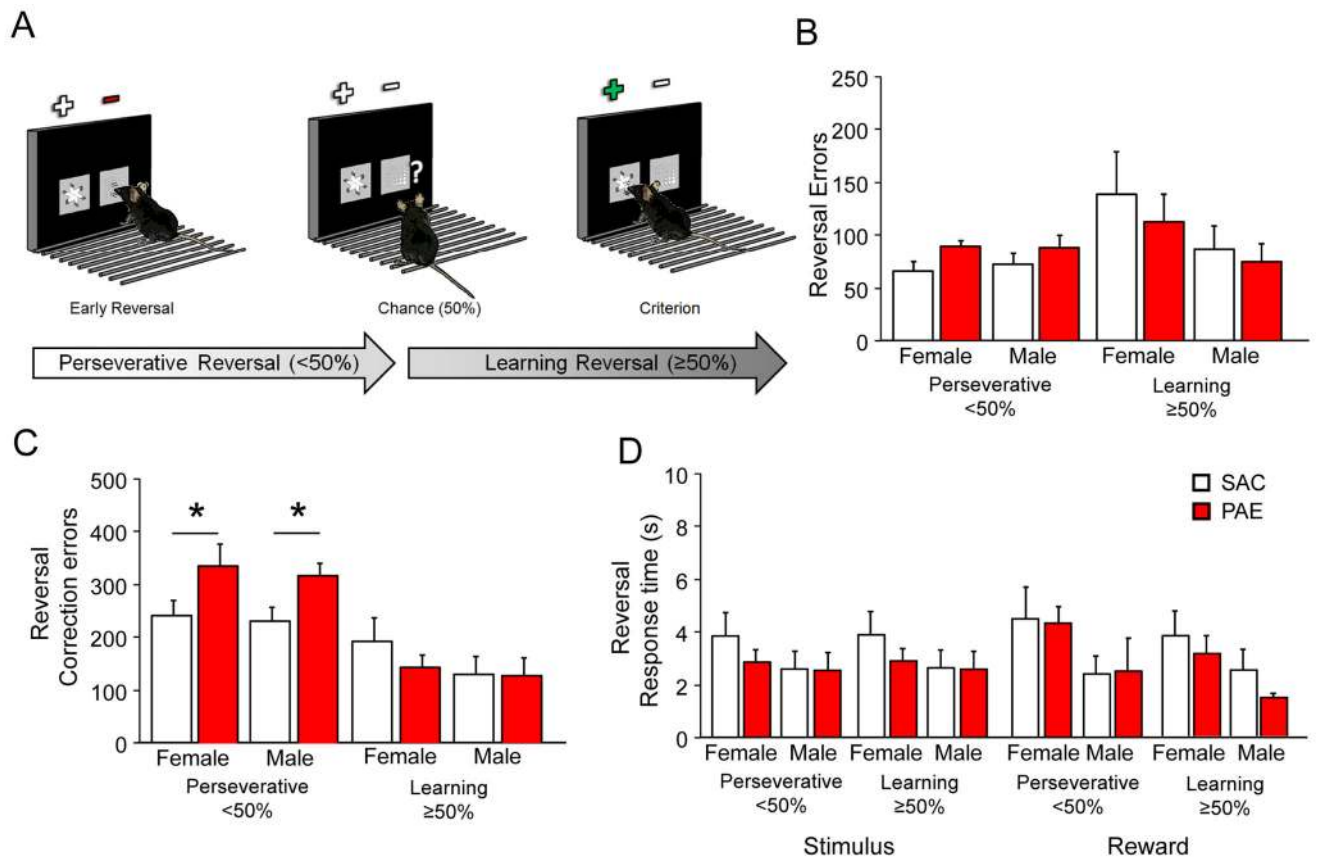 A
+ -
+ -
+ -
?
Early Reversal
Chance (50%)
Criterion
Perseverative Reversal (<50%)
Learning Reversal (≥50%)
B
Reversal Errors
250
200
150
100
50
0
Female
Male
Female
Male
Perseverative
<50%
Learning
≥50%
C
Reversal
Correction errors
500
400
300
200
100
0
*
*
Female
Male
Female
Male
Perseverative
<50%
Learning
≥50%
D
Reversal
Response time (s)
10
8
6
4
2
0
SAC
PAE
Female
Male
Female
Male
Female
Male
Female
Male
Perseverative
<50%
Learning
≥50%
Perseverative
<50%
Learning
≥50%
Stimulus
Reward